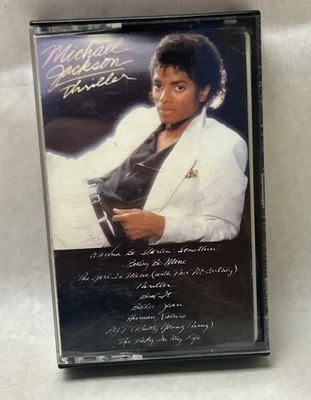 Michael
Jackson
Thriller
Wanna Be Startin' Somethin'
Baby Be Mine
The Girl Is Mine (with Paul McCartney)
Thriller
Beat It
Billie Jean
Human Nature
P.Y.T. (Pretty Young Thing)
The Lady In My Life